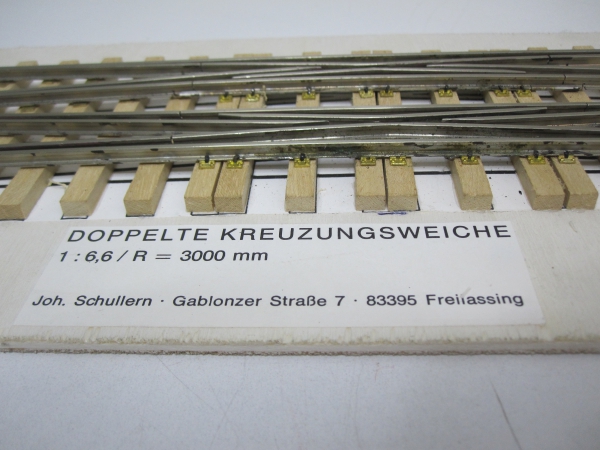 DOPPELTE KREUZUNGSWEICHE
1 : 6,6 / R = 3000 mm
Joh. Schullern · Gablonzer Straße 7 · 83395 Freilassing